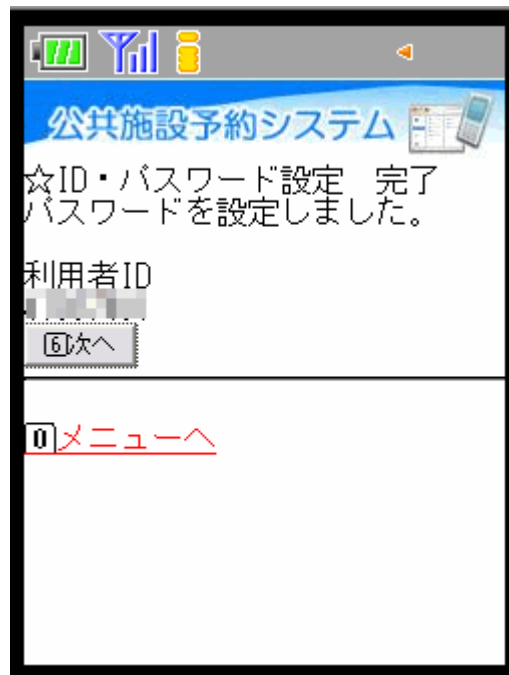 公共施設予約システム
☆ID・パスワード設定　完了
パスワードを設定しました。
利用者ID
6次へ
0メニューへ